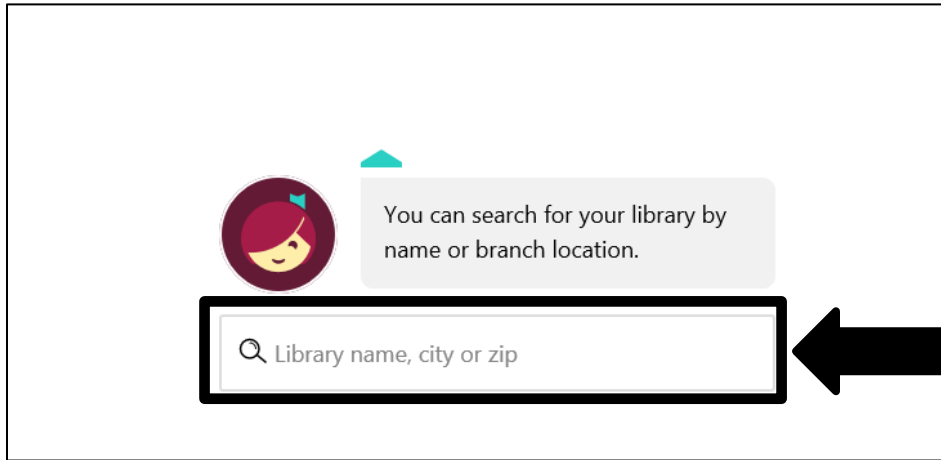 You can search for your library by
name or branch location.
Library name, city or zip